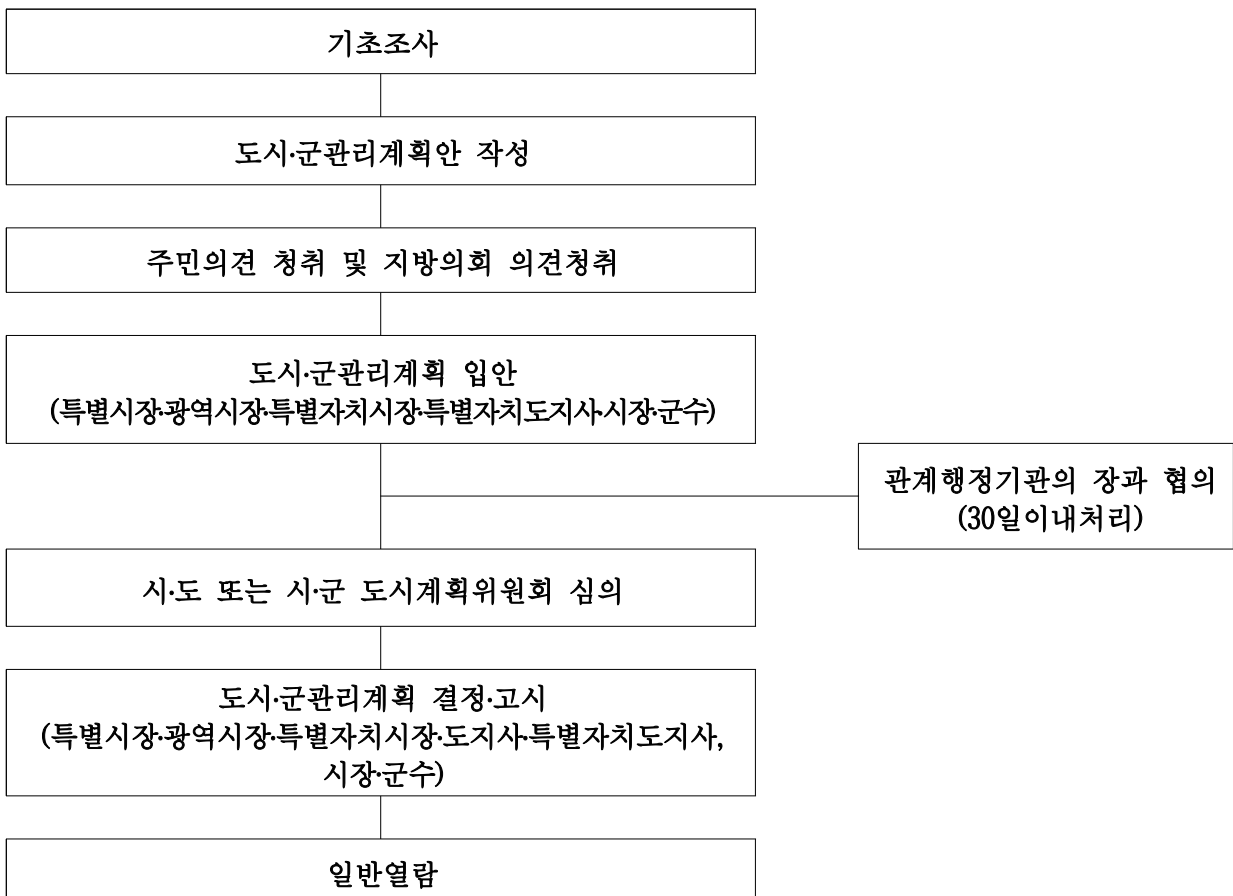 기초조사
도시·군관리계획안 작성
주민의견 청취 및 지방의회 의견청취
도시·군관리계획 입안
(특별시장·광역시장·특별자치시장·특별자치도지사·시장·군수)
관계행정기관의 장과 협의
(30일이내처리)
시·도 또는 시·군 도시계획위원회 심의
도시·군관리계획 결정·고시
(특별시장·광역시장·특별자치시장·도지사·특별자치도지사,
시장·군수)
일반열람